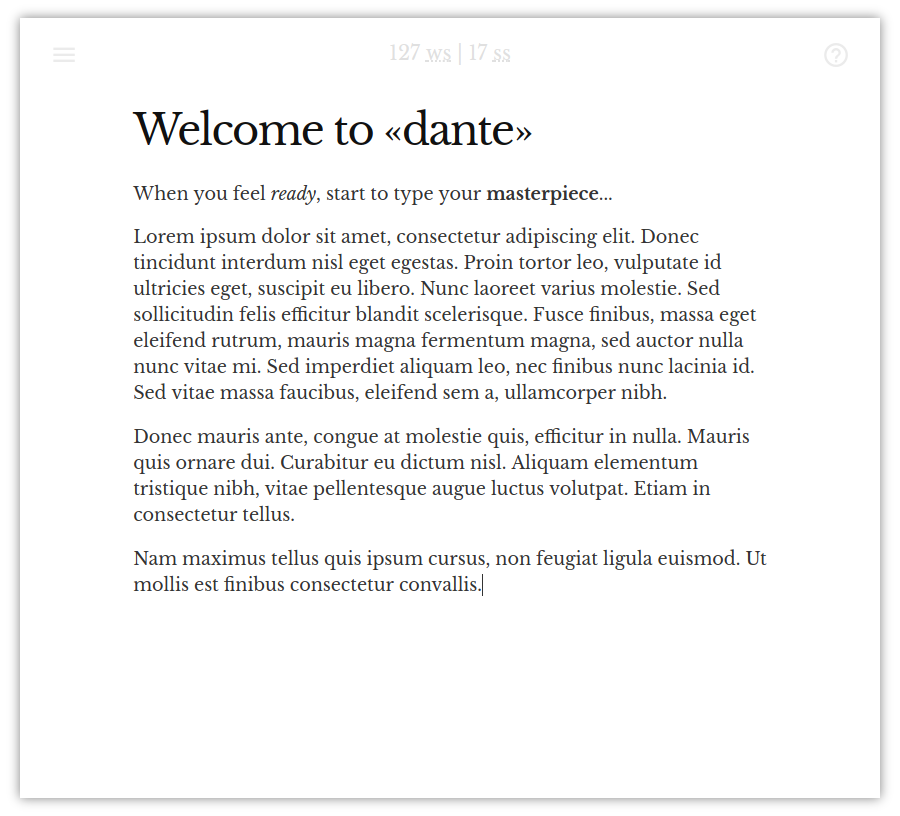 127 ws | 17 ss
Welcome to «dante»
When you feel ready, start to type your masterpiece...
Lorem ipsum dolor sit amet, consectetur adipiscing elit. Donec
tincidunt interdum nisl eget egestas. Proin tortor leo, vulputate id
ultricies eget, suscipit eu libero. Nunc laoreet varius molestie. Sed
sollicitudin felis efficitur blandit scelerisque. Fusce finibus, massa eget
eleifend rutrum, mauris magna fermentum magna, sed auctor nulla
nunc vitae mi. Sed imperdiet aliquam leo, nec finibus nunc lacinia id.
Sed vitae massa faucibus, eleifend sem a, ullamcorper nibh.
Donec mauris ante, congue at molestie quis, efficitur in nulla. Mauris
quis ornare dui. Curabitur eu dictum nisl. Aliquam elementum
tristique nibh, vitae pellentesque augue luctus volutpat. Etiam in
consectetur tellus.
Nam maximus tellus quis ipsum cursus, non feugiat ligula euismod. Ut
mollis est finibus consectetur convallis.